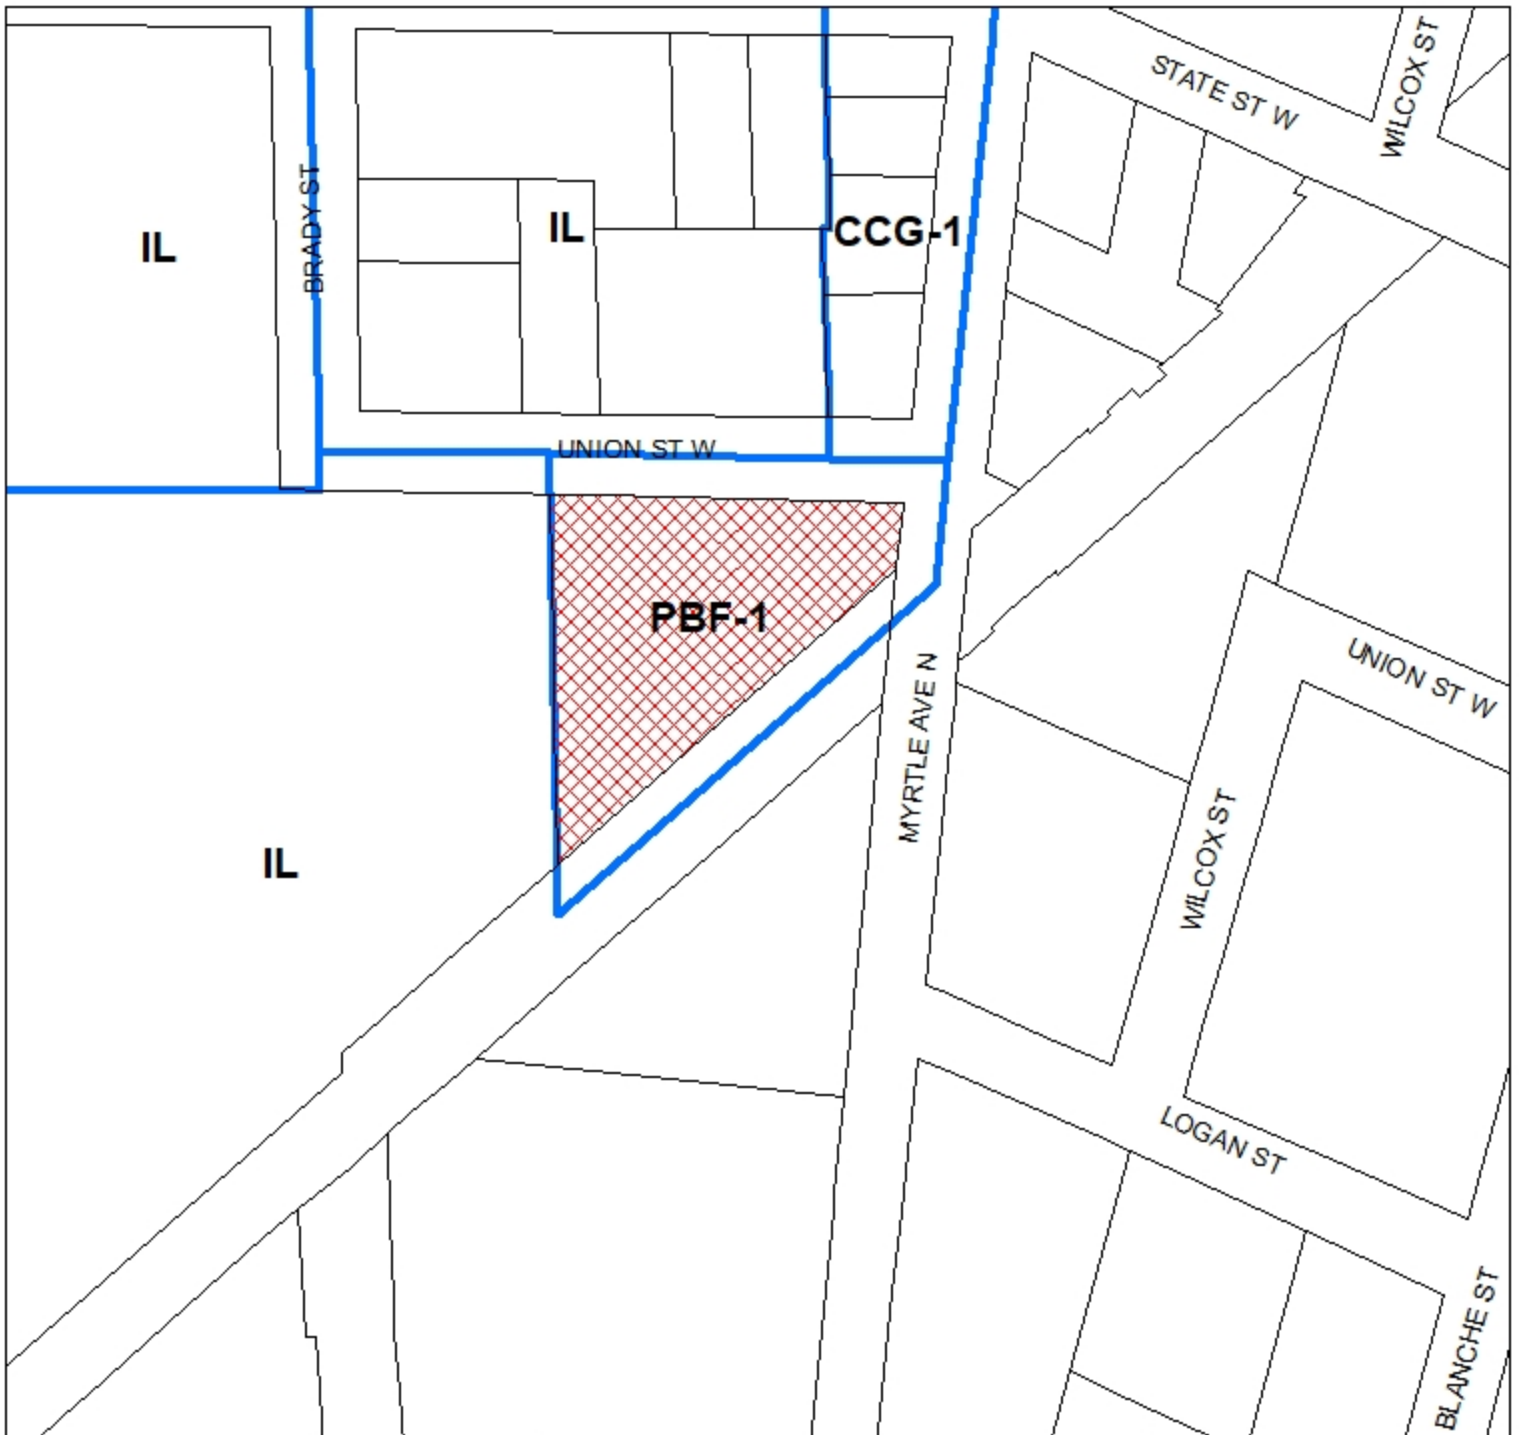 STATE ST W
WILCOX ST
BRADY ST
IL
IL
CCG-1
UNION ST W
PBF-1
MYRTLE AVE N
UNION ST W
WILCOX ST
IL
LOGAN ST
BLANCHE ST